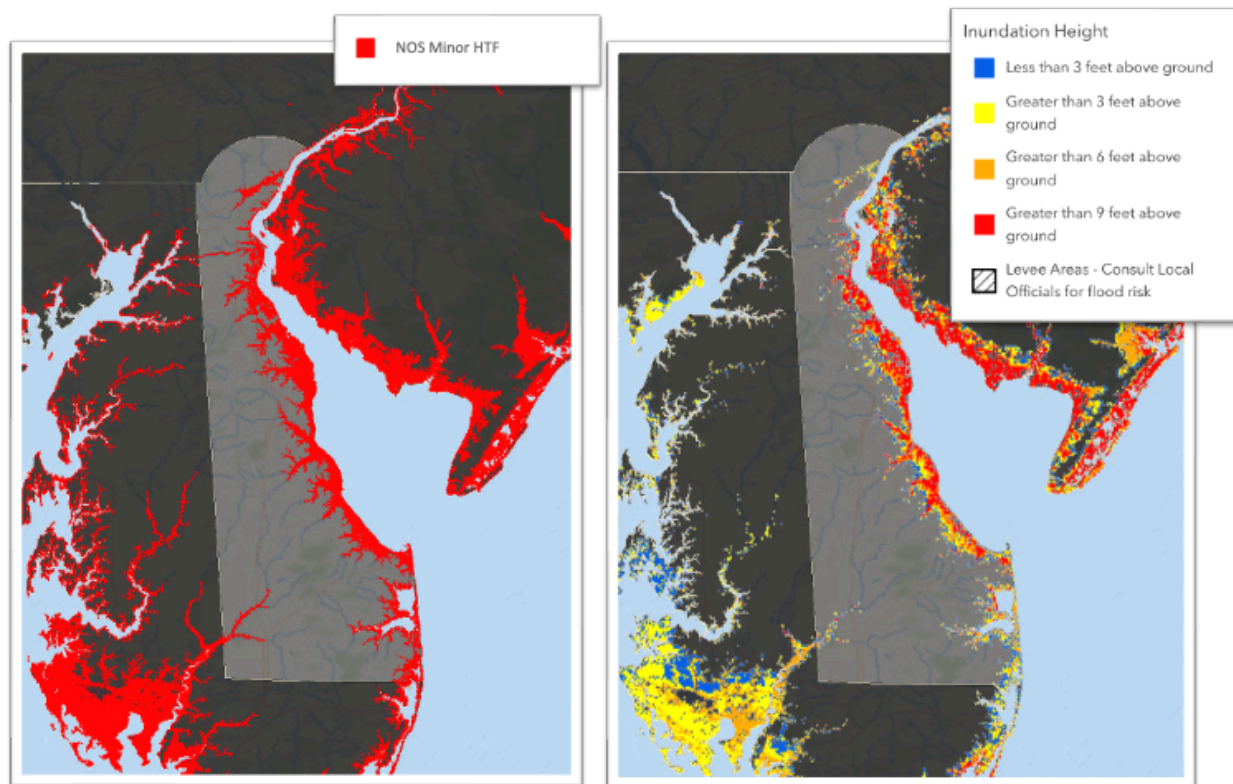 NOS Minor HTF
Inundation Height
Less than 3 feet above ground
Greater than 3 feet above
ground
Greater than 6 feet above
ground
Greater than 9 feet above
ground
Levee Areas - Consult Local
Officials for flood risk